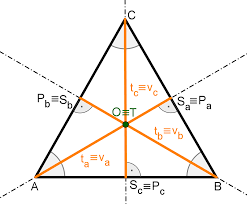 C
t_c≡v_c
P_b≡S_b
S_a≡P_a
O≡T
t_b≡v_b
t_a≡v_a
A
S_c≡P_c
B